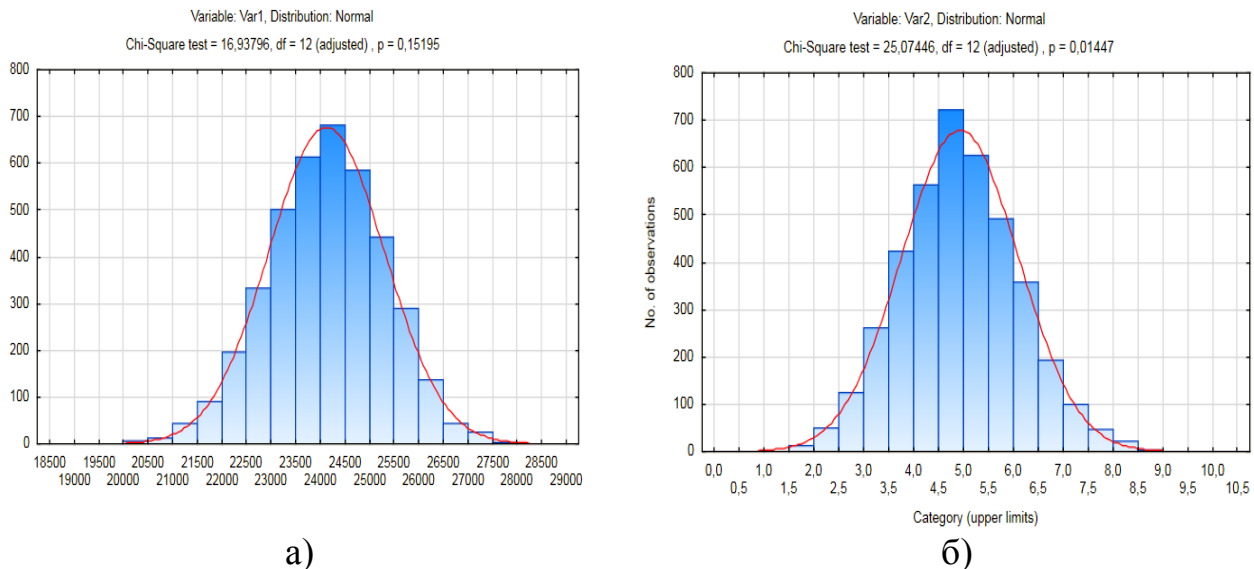 Variable: Var1, Distribution: Normal
Chi-Square test = 16,93796, df = 12 (adjusted) , p = 0,15195
800
700
600
500
400
300
200
100
0
18500 19500 20500 21500 22500 23500 24500 25500 26500 27500 28500
19000 20000 21000 22000 23000 24000 25000 26000 27000 28000 29000
а)
Variable: Var2, Distribution: Normal
Chi-Square test = 25,07446, df = 12 (adjusted) , p = 0,01447
No. of observations
800
700
600
500
400
300
200
100
0
0,0 1,0 2,0 3,0 4,0 5,0 6,0 7,0 8,0 9,0 10,0
0,5 1,5 2,5 3,5 4,5 5,5 6,5 7,5 8,5 9,5 10,5
Category (upper limits)
б)